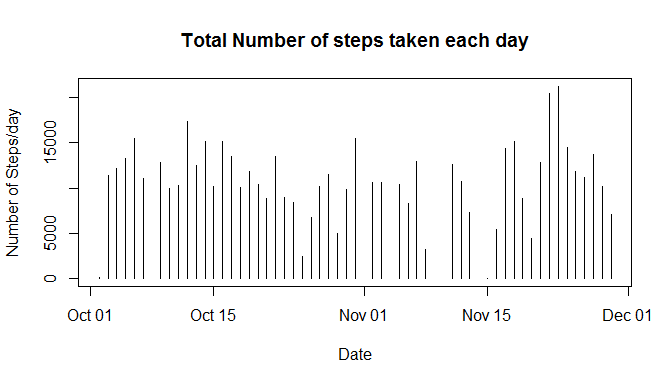 Total Number of steps taken each day
Number of Steps/day
15000
5000
0
Oct 01 Oct 15 Nov 01 Nov 15 Dec 01
Date